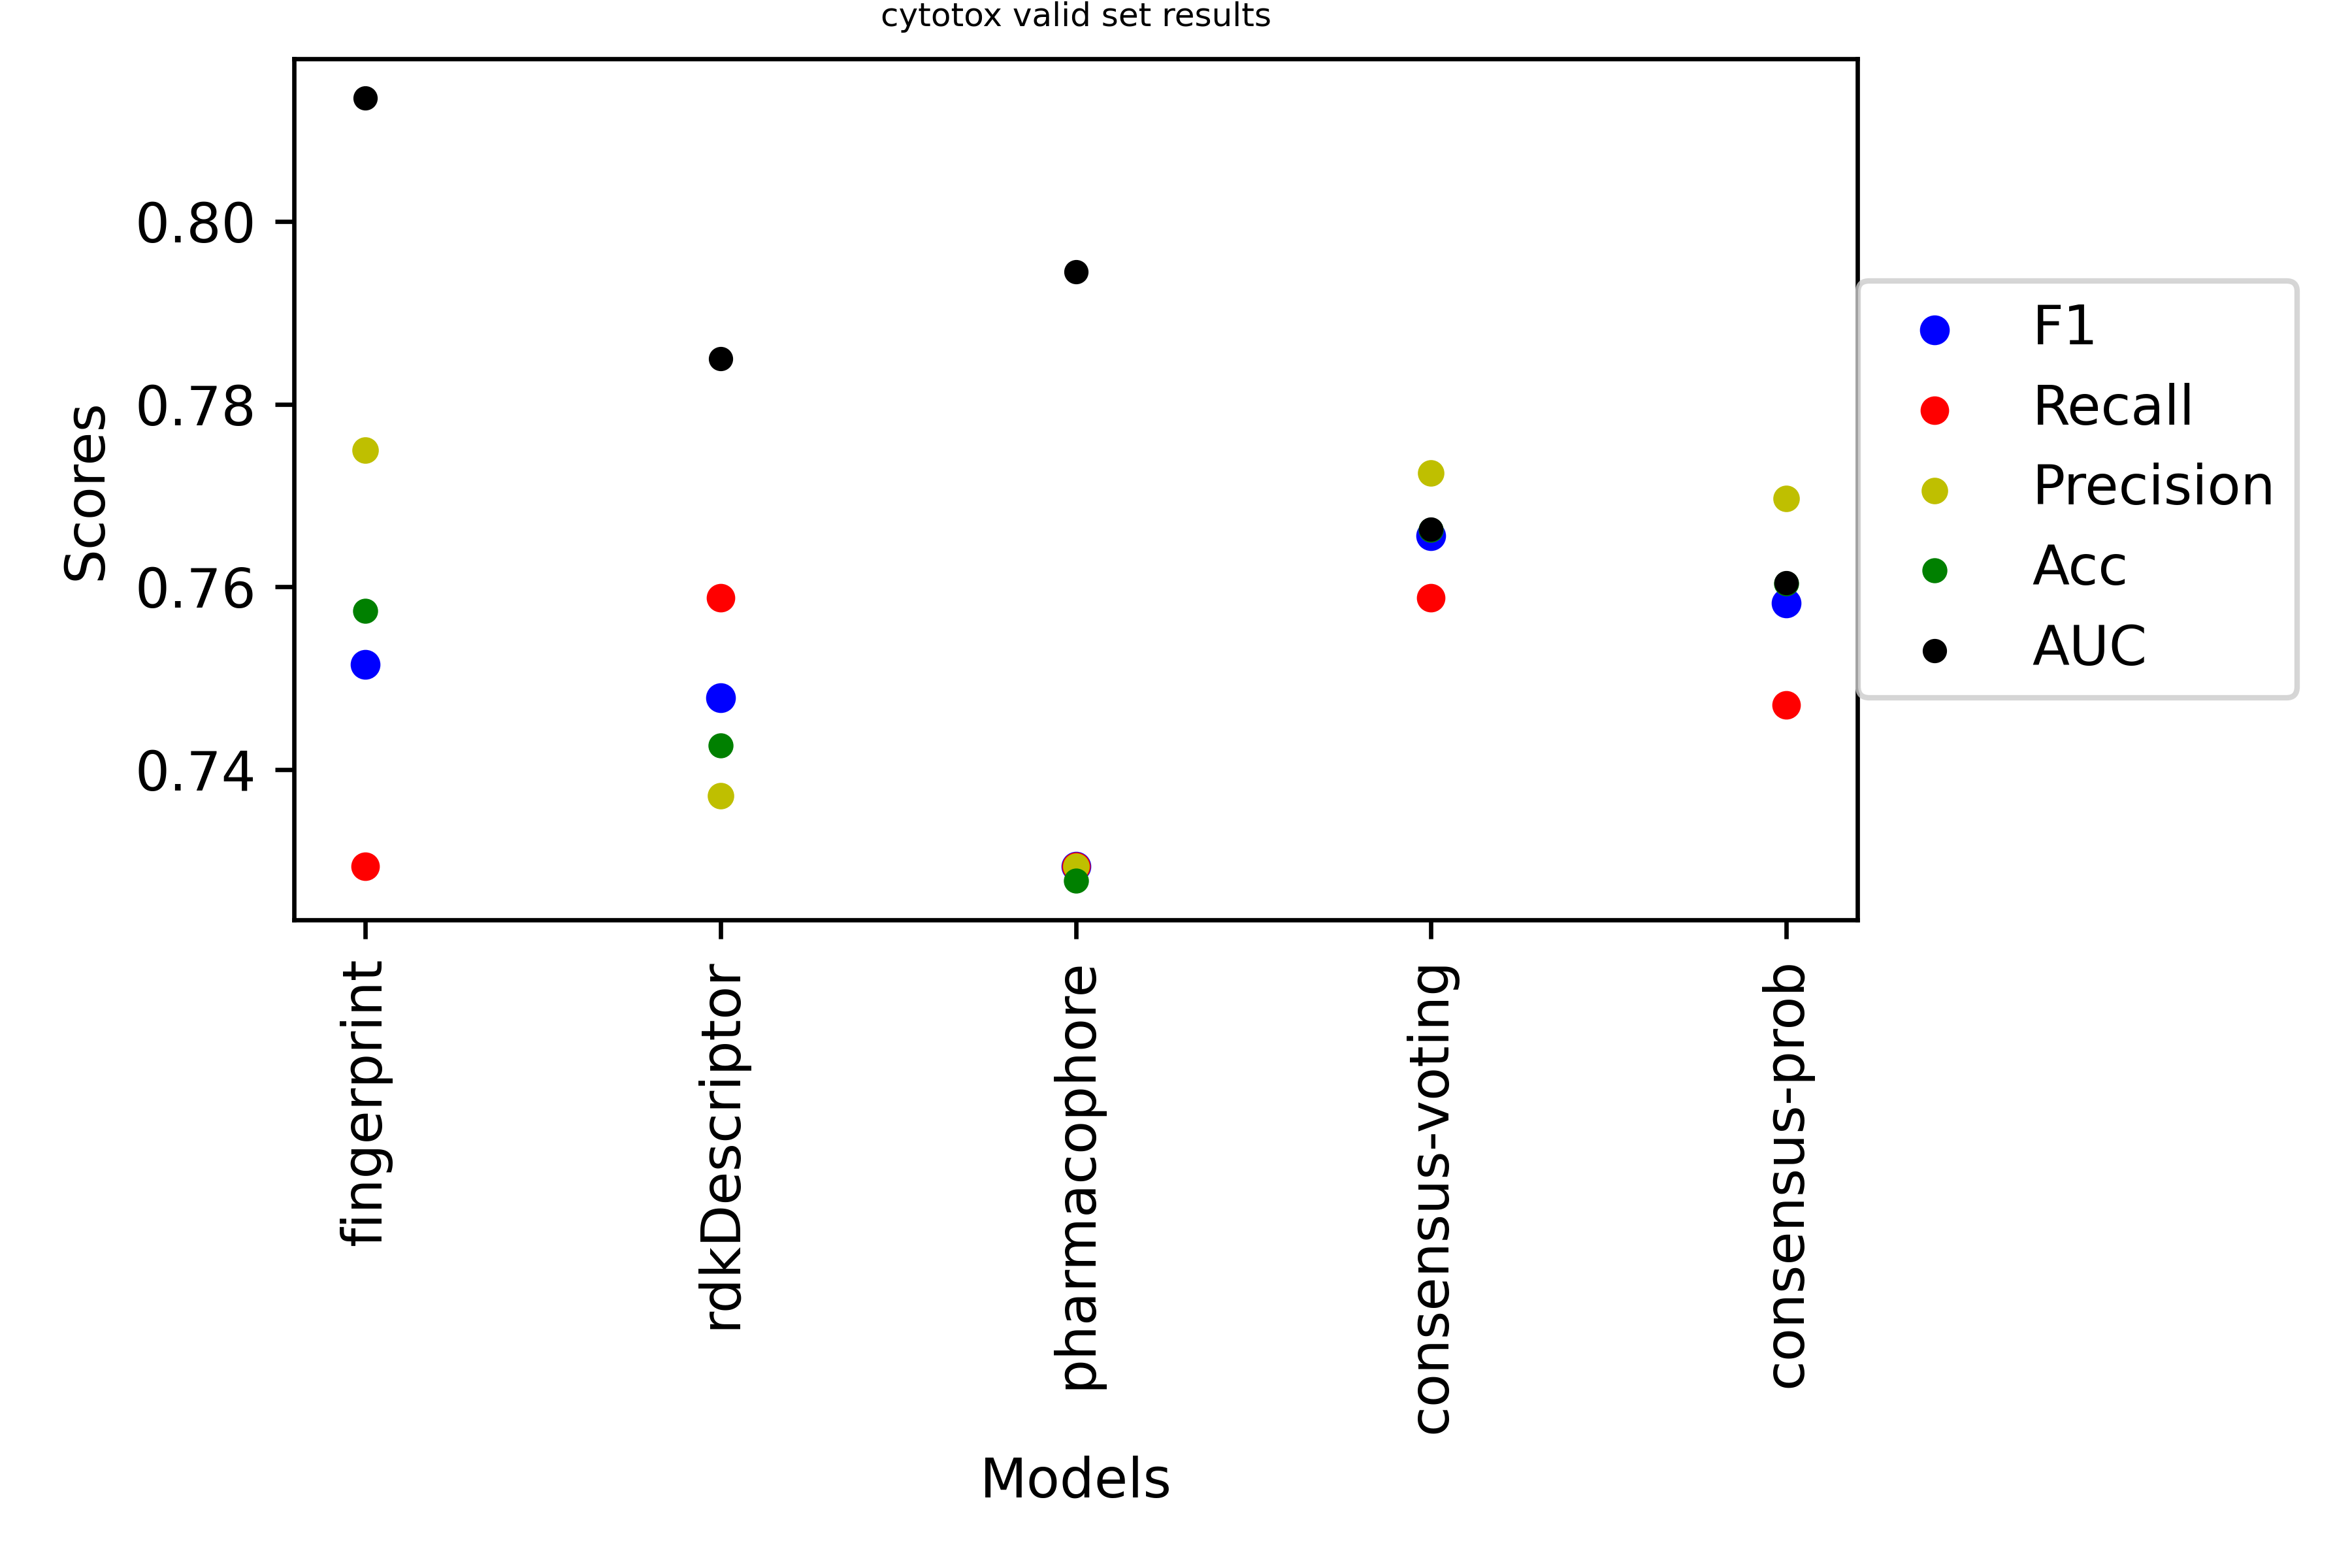 cytotox valid set results
Scores
0.80
0.78
0.76
0.74
F1
Recall
Precision
Acc
AUC
fingerprint
rdkDescriptor
pharmacophore
consensus-voting
consensus-prob
Models